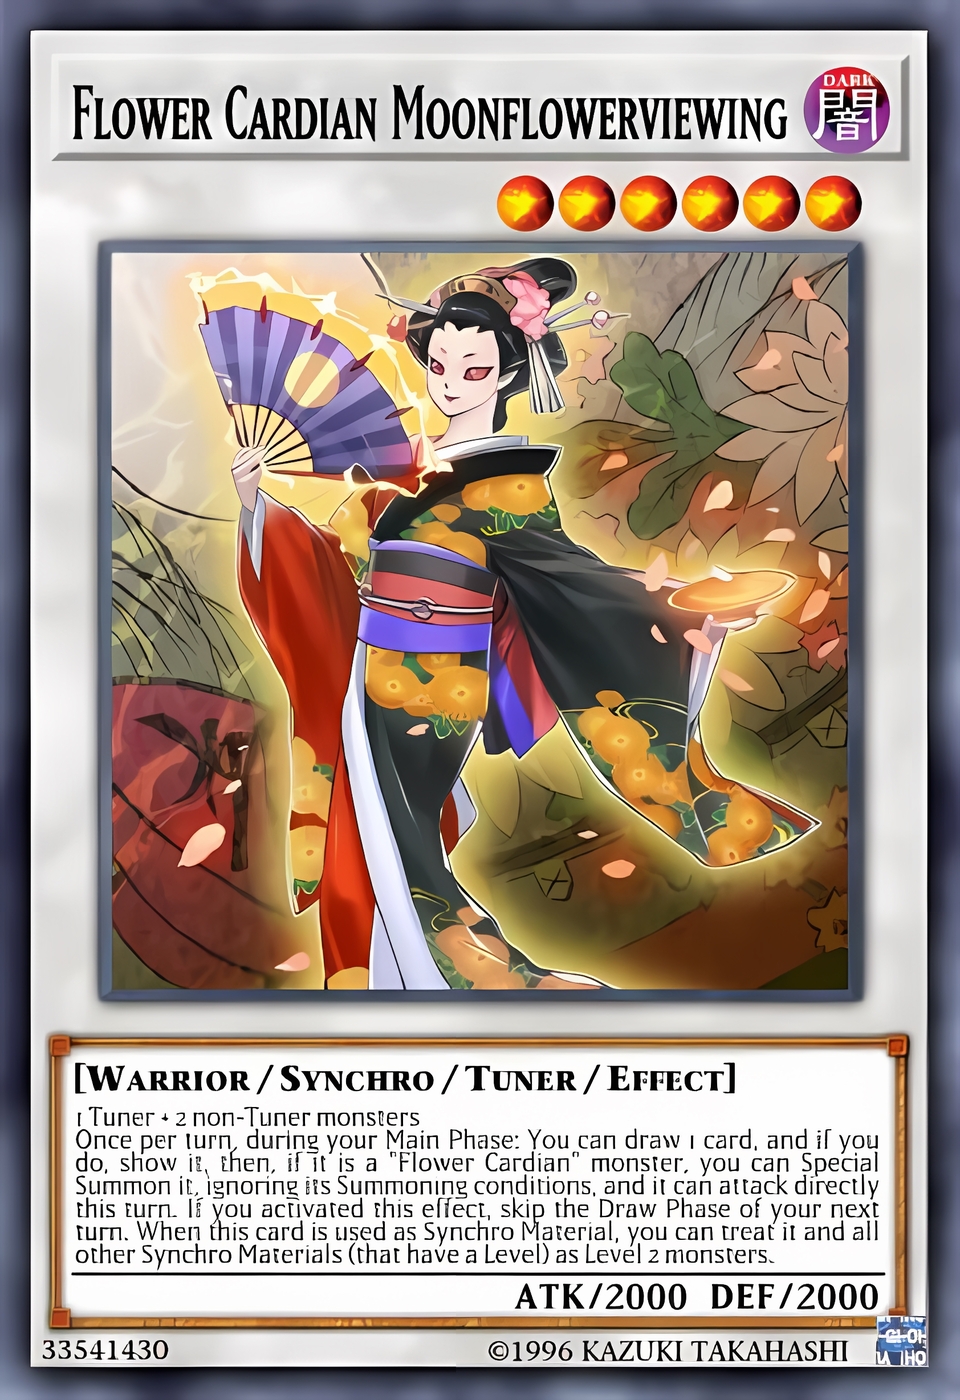 FLOWER CARDIAN MOONFLOWERVIEWING
DARK
闇
[WARRIOR / SYNCHRO / TUNER / EFFECT]
1 Tuner + 2 non-Tuner monsters
Once per turn, during your Main Phase: You can draw 1 card, and if you
do, show it, then, if it is a "Flower Cardian" monster, you can Special
Summon it, ignoring its Summoning conditions, and it can attack directly
this turn. If you activated this effect, skip the Draw Phase of your next
turn. When this card is used as Synchro Material, you can treat it and all
other Synchro Materials (that have a Level) as Level 2 monsters.
ATK/2000 DEF/2000
33541430
©1996 KAZUKI TAKAHASHI